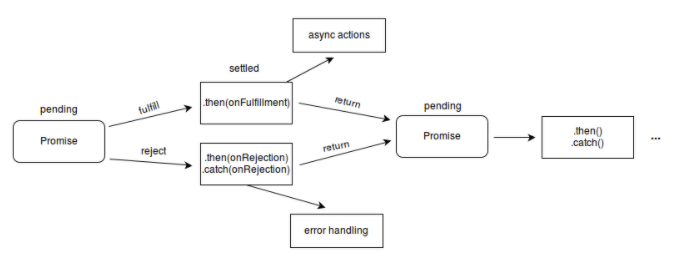 async actions
settled
pending
fulfill
.then(onFulfillment)
return
pending
Promise
reject
.then(onRejection)
.catch(onRejection)
return
Promise
.then()
.catch()
...
error handling